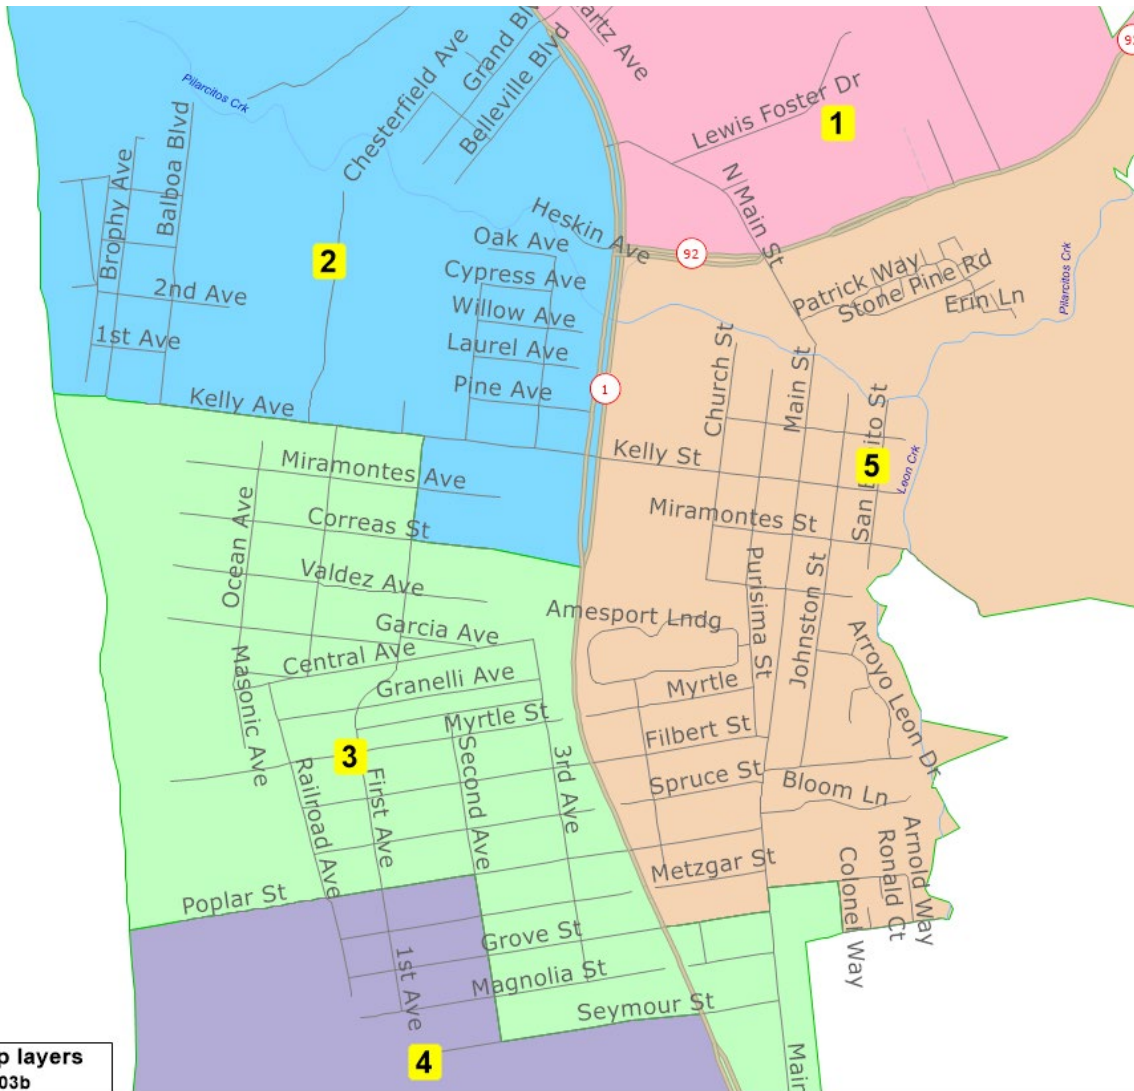 Grand Bl
artz Ave
Chesterfield Ave
Belleville Blvd
Pilarcitos Crk
Lewis Foster Dr
1
Balboa Blvd
Brophy Ave
N Main St
Heskin Ave
Oak Ave
92
2
Cypress Ave
Patrick Way
Stone Pine Rd
Erin Ln
Pilarcitos Crk
2nd Ave
Willow Ave
1st Ave
Laurel Ave
Pine Ave
1
Church St
Main St
Kelly Ave
Kelly St
San
ito St
5
Leon Crk
Miramontes Ave
Miramontes St
Ocean Ave
Correas St
Valdez Ave
Purisima St
Johnston St
Amesport Lndg
Garcia Ave
Central Ave
Masonic Ave
Granelli Ave
Myrtle
Arroyo Leon Dr
Myrtle St
Filbert St
3
Second Ave
3rd Ave
Spruce St
Bloom Ln
Railroad Ave
First Ave
Metzgar St
Colonel Way
Ronald Ct
Arnold Way
Poplar St
Grove St
1st Ave
Magnolia St
Seymour St
4
Main
p layers
03b